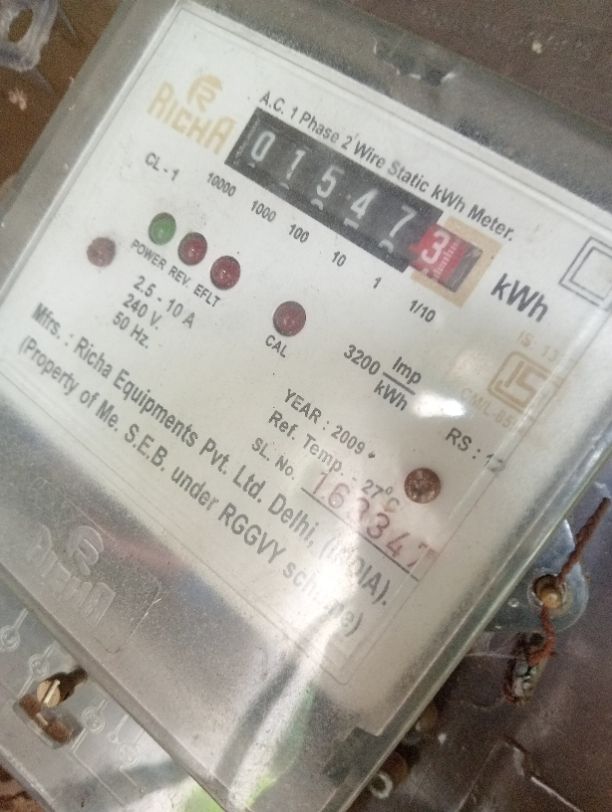 RICHA
A.C. 1 Phase 2 Wire Static kWh Meter.
0 1 5 4 7 3
kWh
CL - 1
10000 1000 100 10 1 1/10
POWER REV. EFLT
CAL
2.5 - 10 A
240 V.
50 Hz.
3200 Imp/kWh
IS
YEAR : 2009
Ref. Temp. - 27°C
SL. No.
RS :
Mfrs. : Richa Equipments Pvt. Ltd. Delhi,
(Property of Me. S.E.B. under RGGVY
RICHA